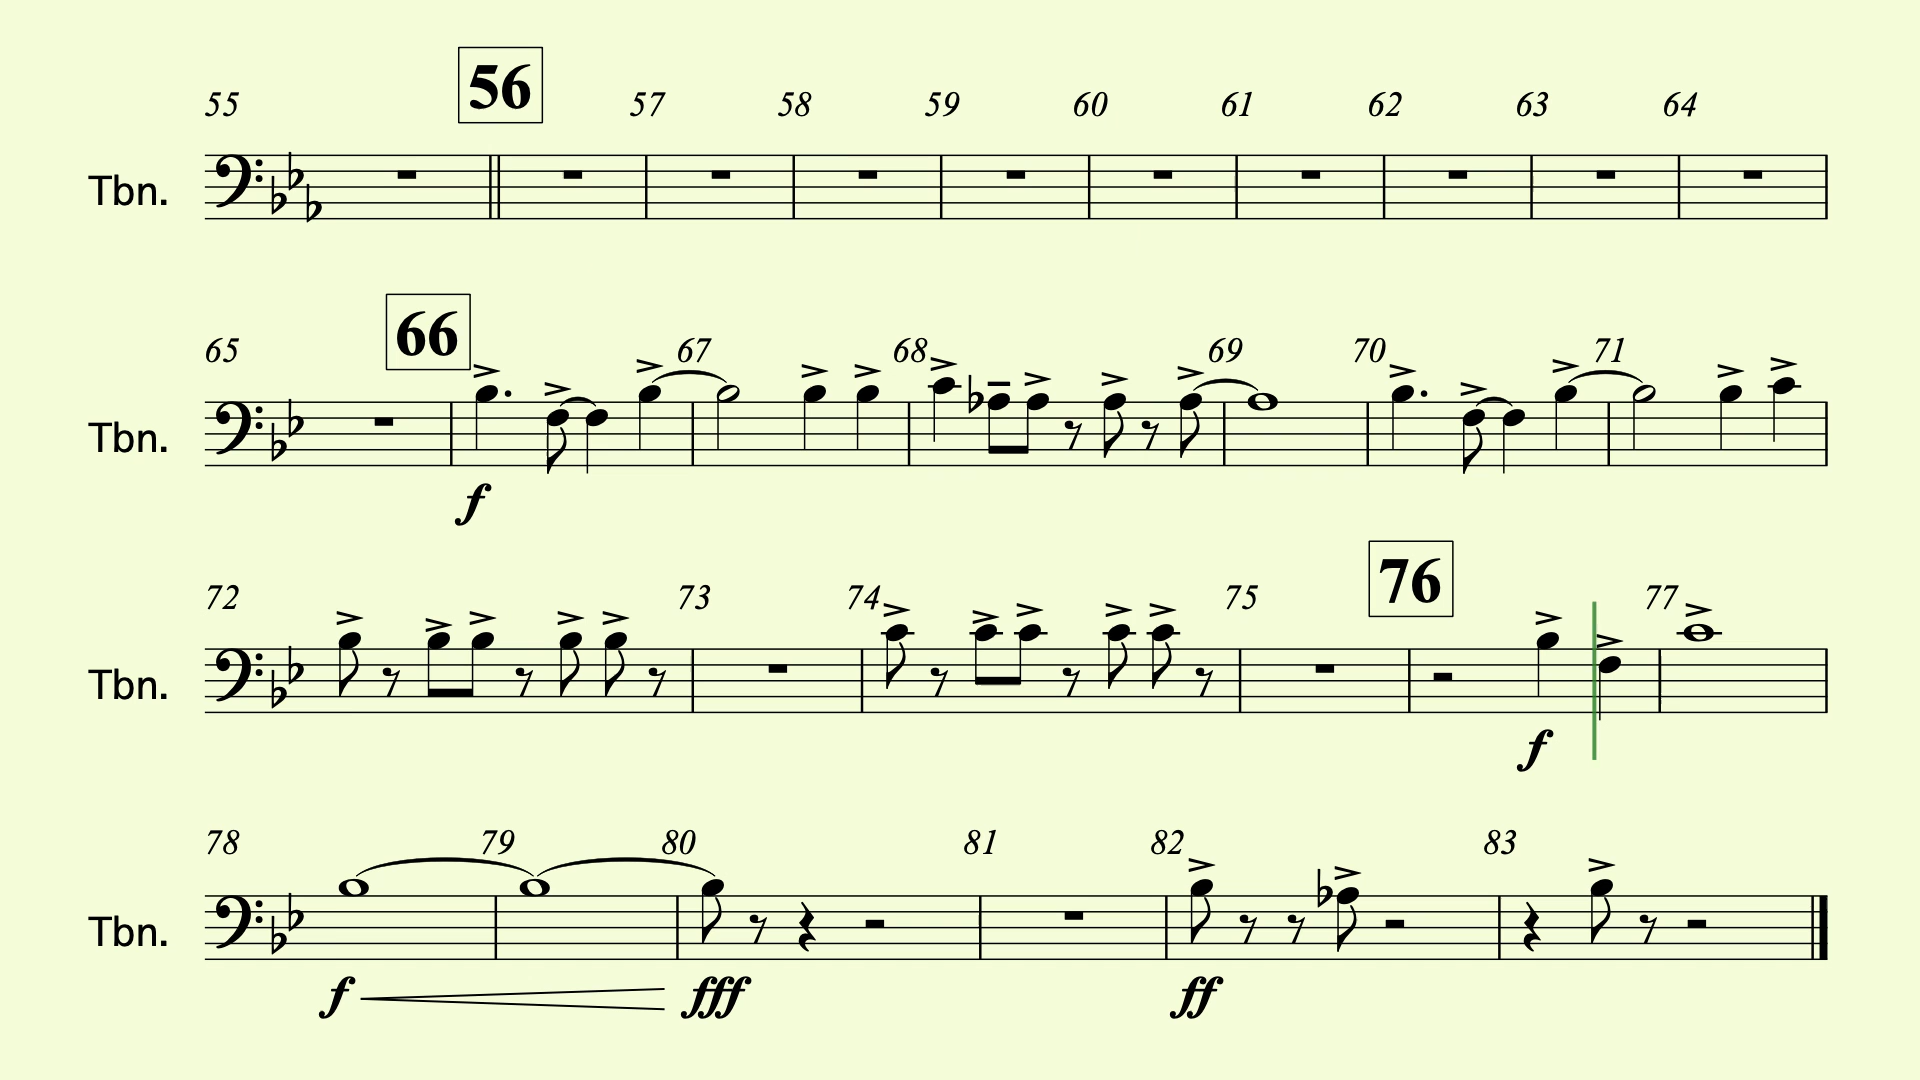 56
55 57 58 59 60 61 62 63 64
Tbn.
66
65 67 68 69 70 71
Tbn.
f
76
72 73 74 75 77
Tbn.
f
78 79 80 81 82 83
Tbn.
f fff ff